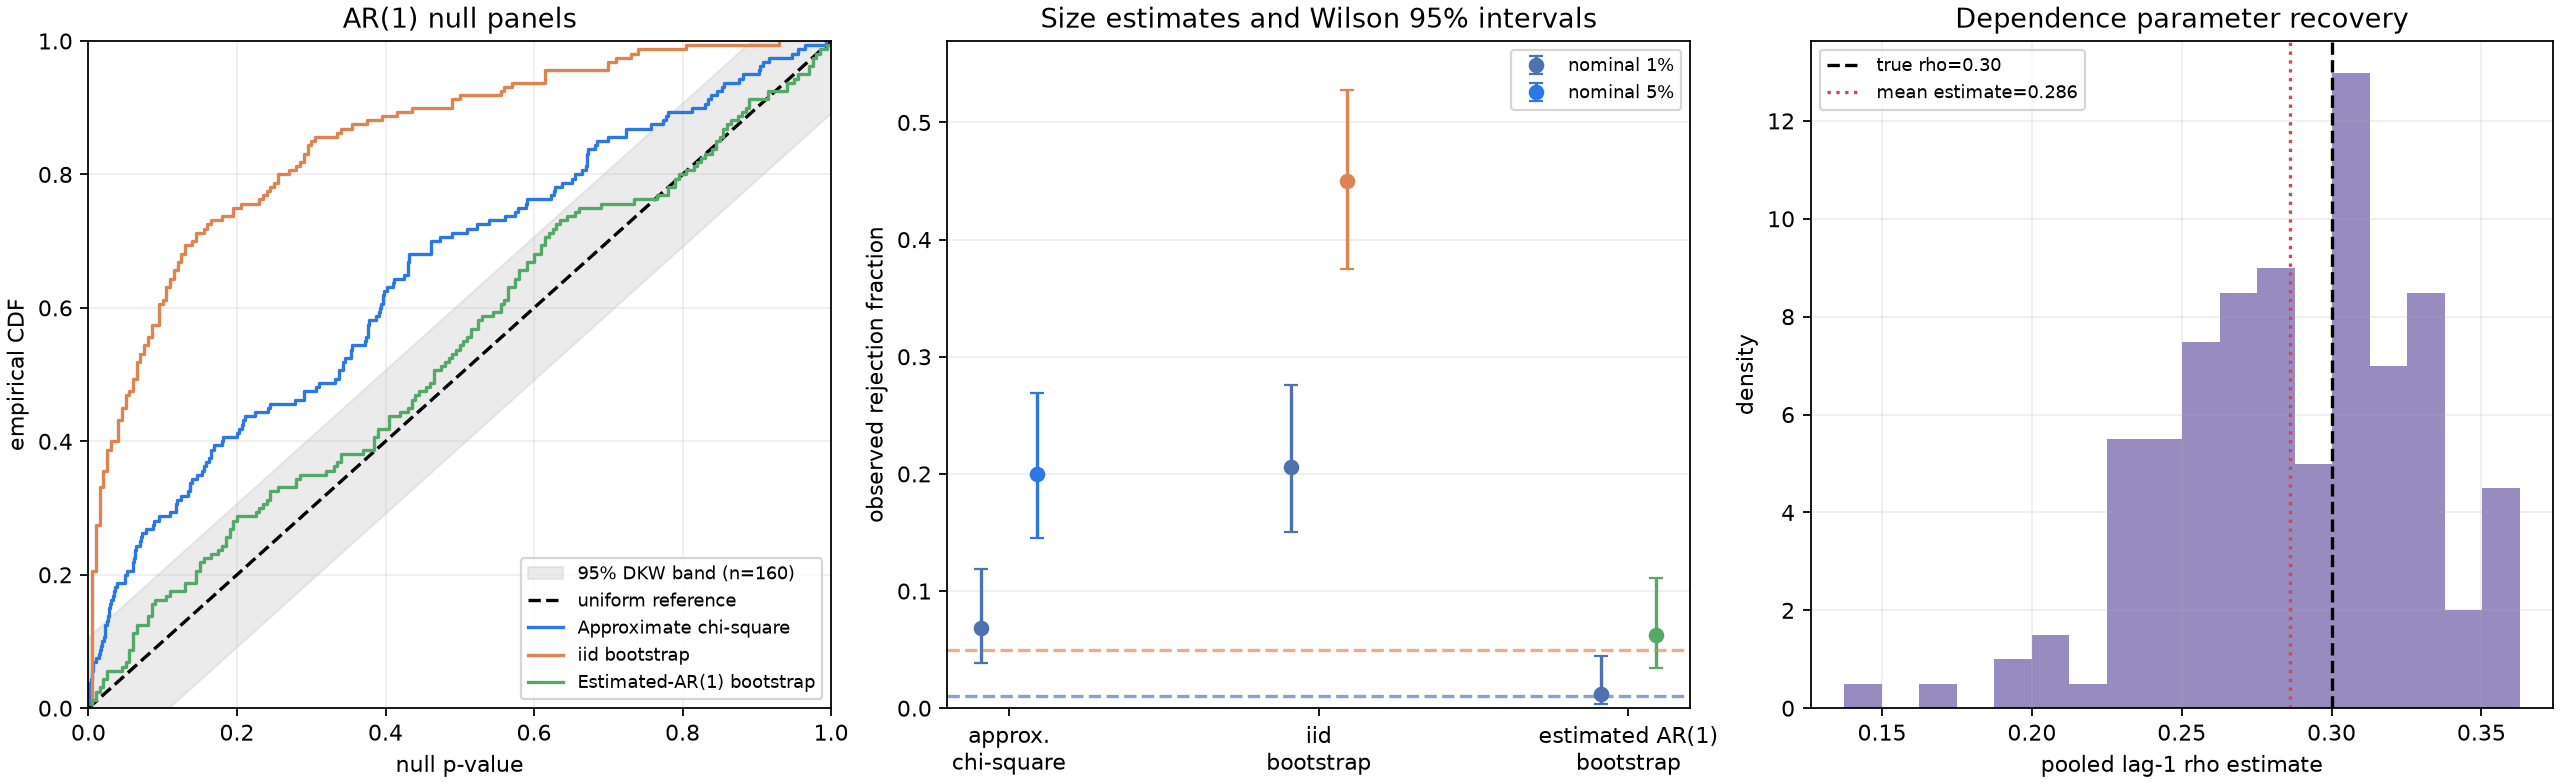 AR(1) null panels
1.0
0.8
0.6
0.4
0.2
0.0
empirical CDF
0.0 0.2 0.4 0.6 0.8 1.0
null p-value
95% DKW band (n=160)
uniform reference
Approximate chi-square
iid bootstrap
Estimated-AR(1) bootstrap
Size estimates and Wilson 95% intervals
0.5
0.4
0.3
0.2
0.1
0.0
observed rejection fraction
nominal 1%
nominal 5%
approx.
chi-square
iid
bootstrap
estimated AR(1)
bootstrap
Dependence parameter recovery
12
10
8
6
4
2
0
density
true rho=0.30
mean estimate=0.286
0.15 0.20 0.25 0.30 0.35
pooled lag-1 rho estimate